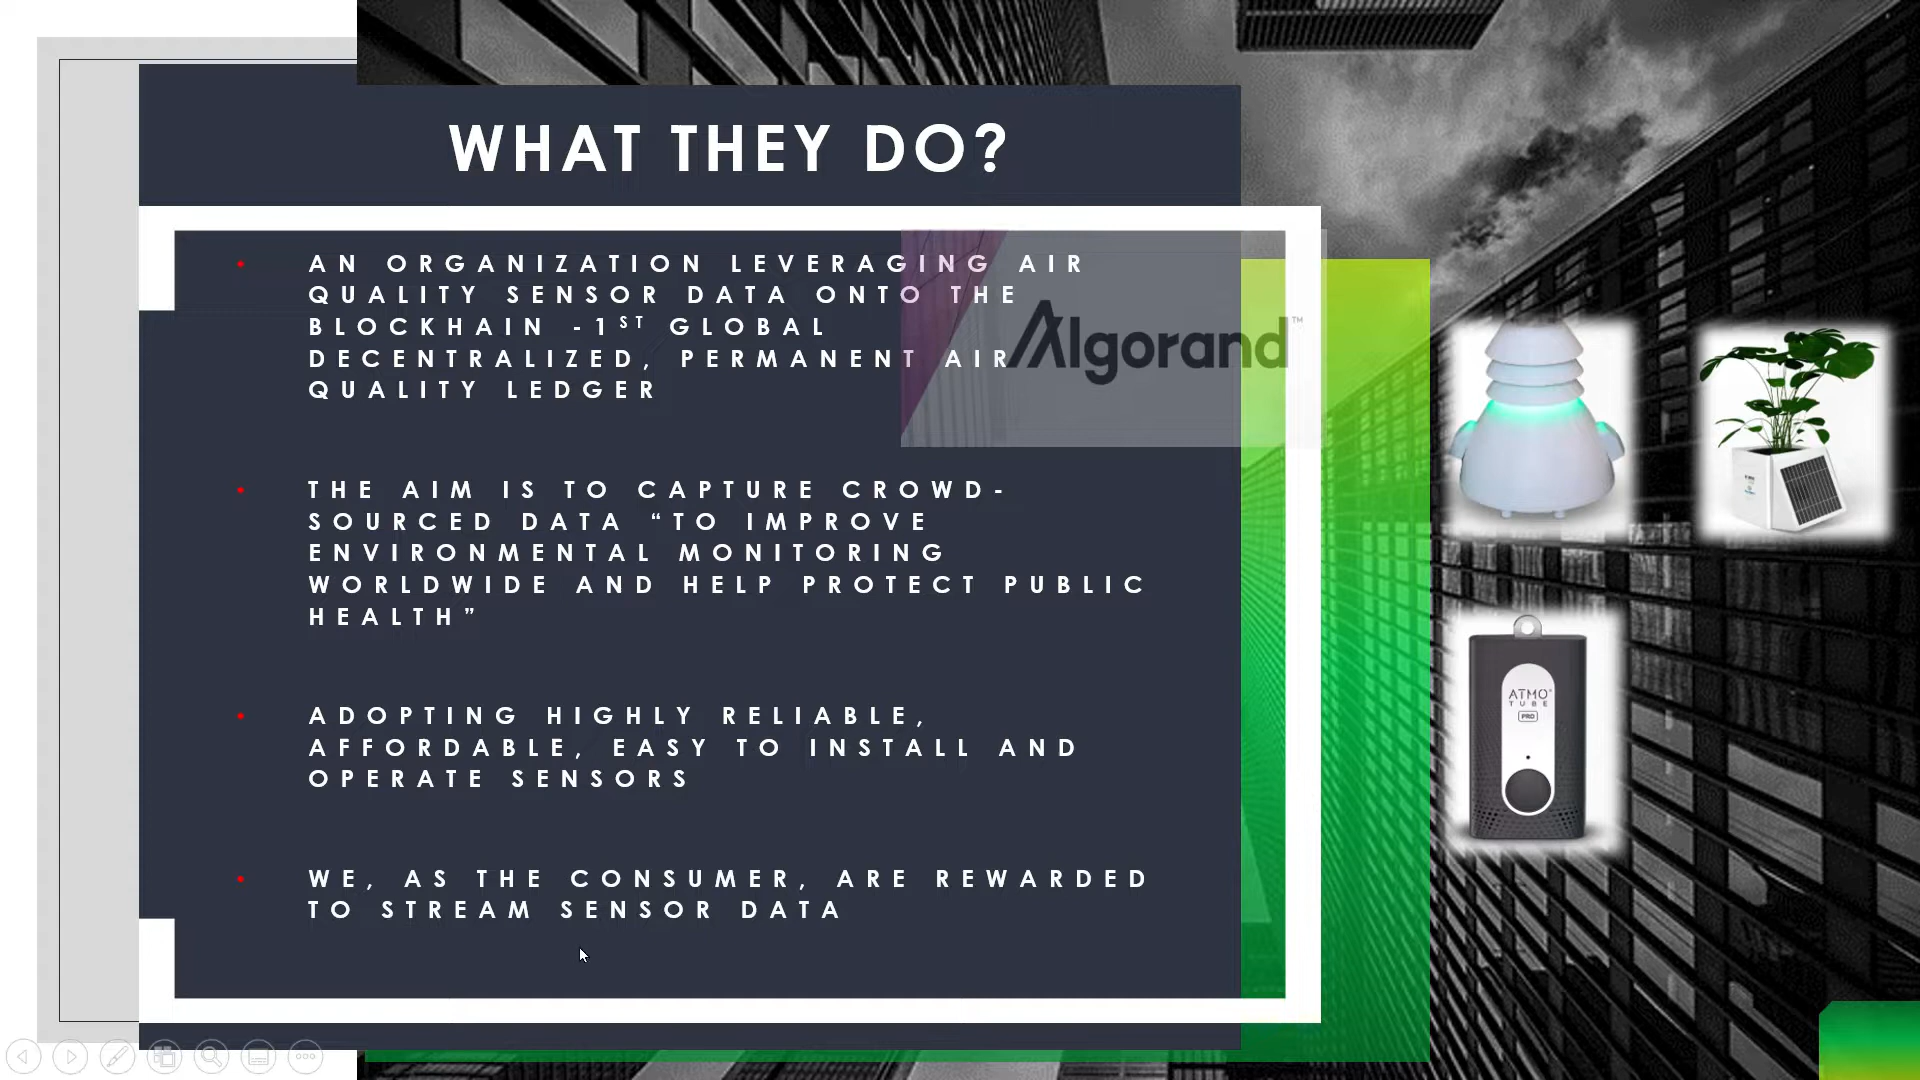 WHAT THEY DO?
• AN ORGANIZATION LEVERAGING AIR
QUALITY SENSOR DATA ONTO THE
BLOCKHAIN -1ST GLOBAL
DECENTRALIZED, PERMANENT AIR
QUALITY LEDGER
Algorand™
• THE AIM IS TO CAPTURE CROWD-
SOURCED DATA “TO IMPROVE
ENVIRONMENTAL MONITORING
WORLDWIDE AND HELP PROTECT PUBLIC
HEALTH”
• ADOPTING HIGHLY RELIABLE,
AFFORDABLE, EASY TO INSTALL AND
OPERATE SENSORS
• WE, AS THE CONSUMER, ARE REWARDED
TO STREAM SENSOR DATA
ATMO®
TUBE
PRO